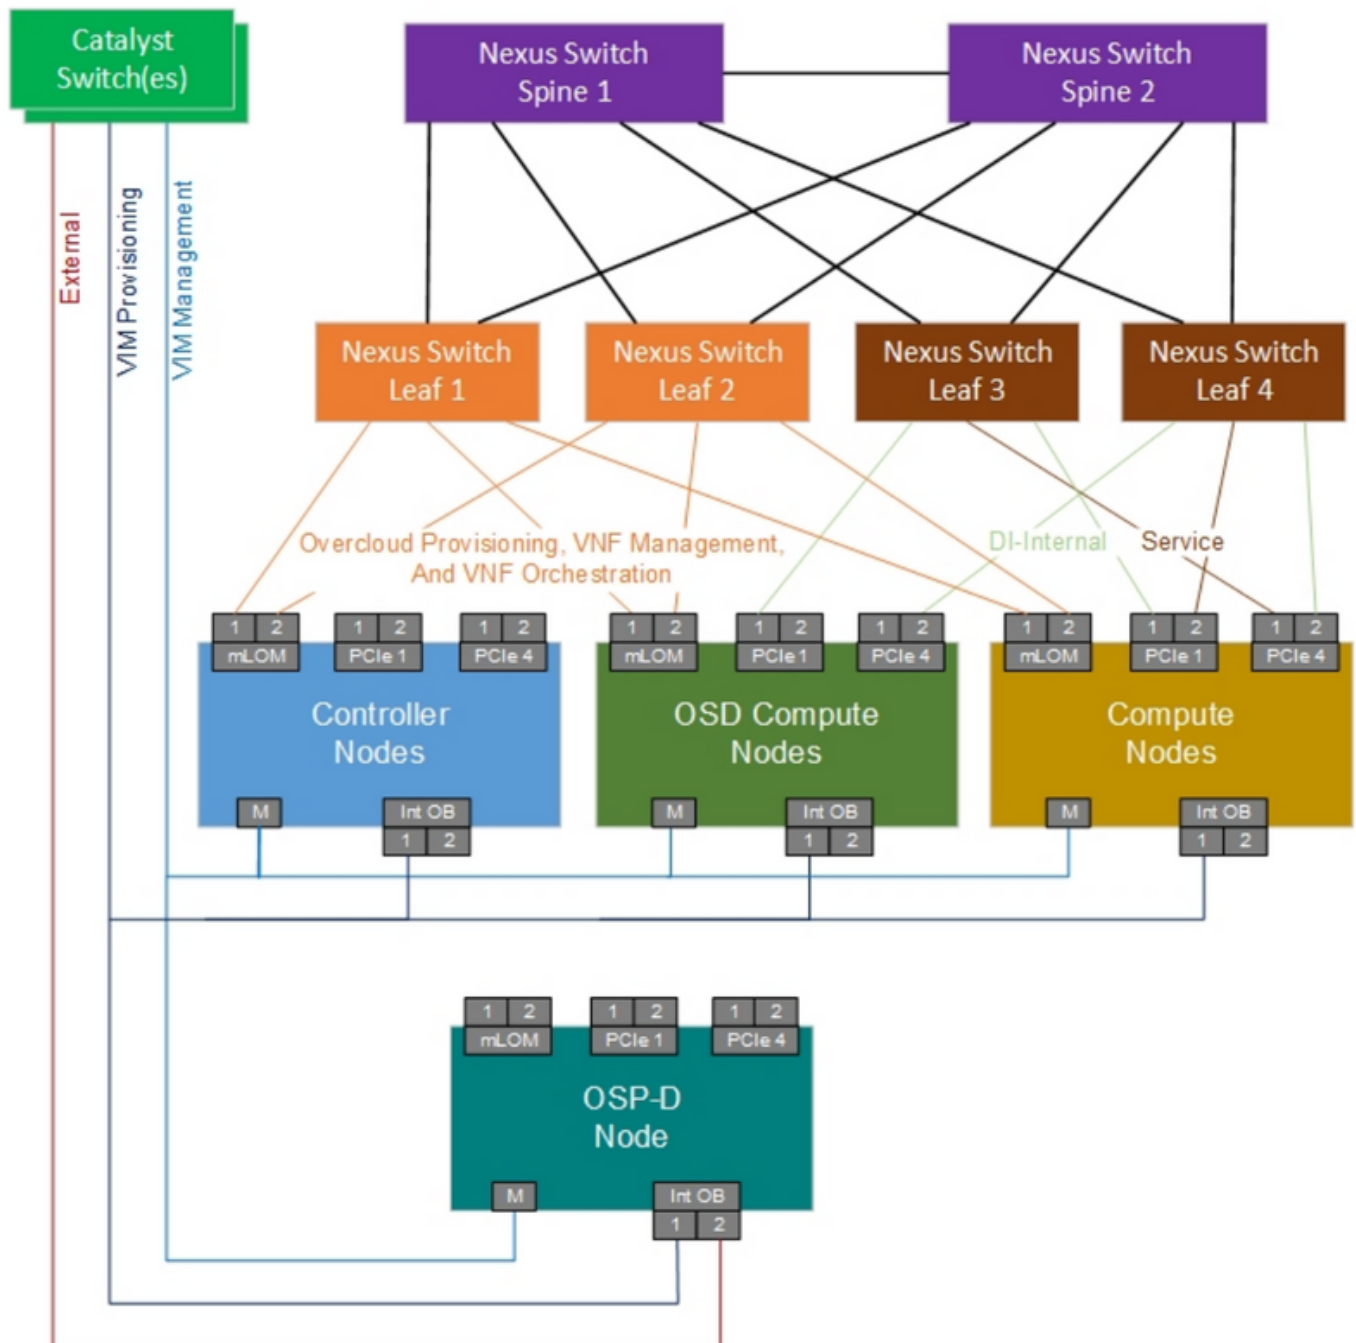 Catalyst
Switch(es)
Nexus Switch
Spine 1
Nexus Switch
Spine 2
External
VIM Provisioning
VIM Management
Nexus Switch
Leaf 1
Nexus Switch
Leaf 2
Nexus Switch
Leaf 3
Nexus Switch
Leaf 4
Overcloud Provisioning, VNF Management,
And VNF Orchestration
DI-Internal
Service
1 2
mLOM
1 2
PCIe 1
1 2
PCIe 4
Controller
Nodes
M
Int OB
1 2
1 2
mLOM
1 2
PCIe 1
1 2
PCIe 4
OSD Compute
Nodes
M
Int OB
1 2
1 2
mLOM
1 2
PCIe 1
1 2
PCIe 4
Compute
Nodes
M
Int OB
1 2
1 2
mLOM
1 2
PCIe 1
1 2
PCIe 4
OSP-D
Node
M
Int OB
1 2